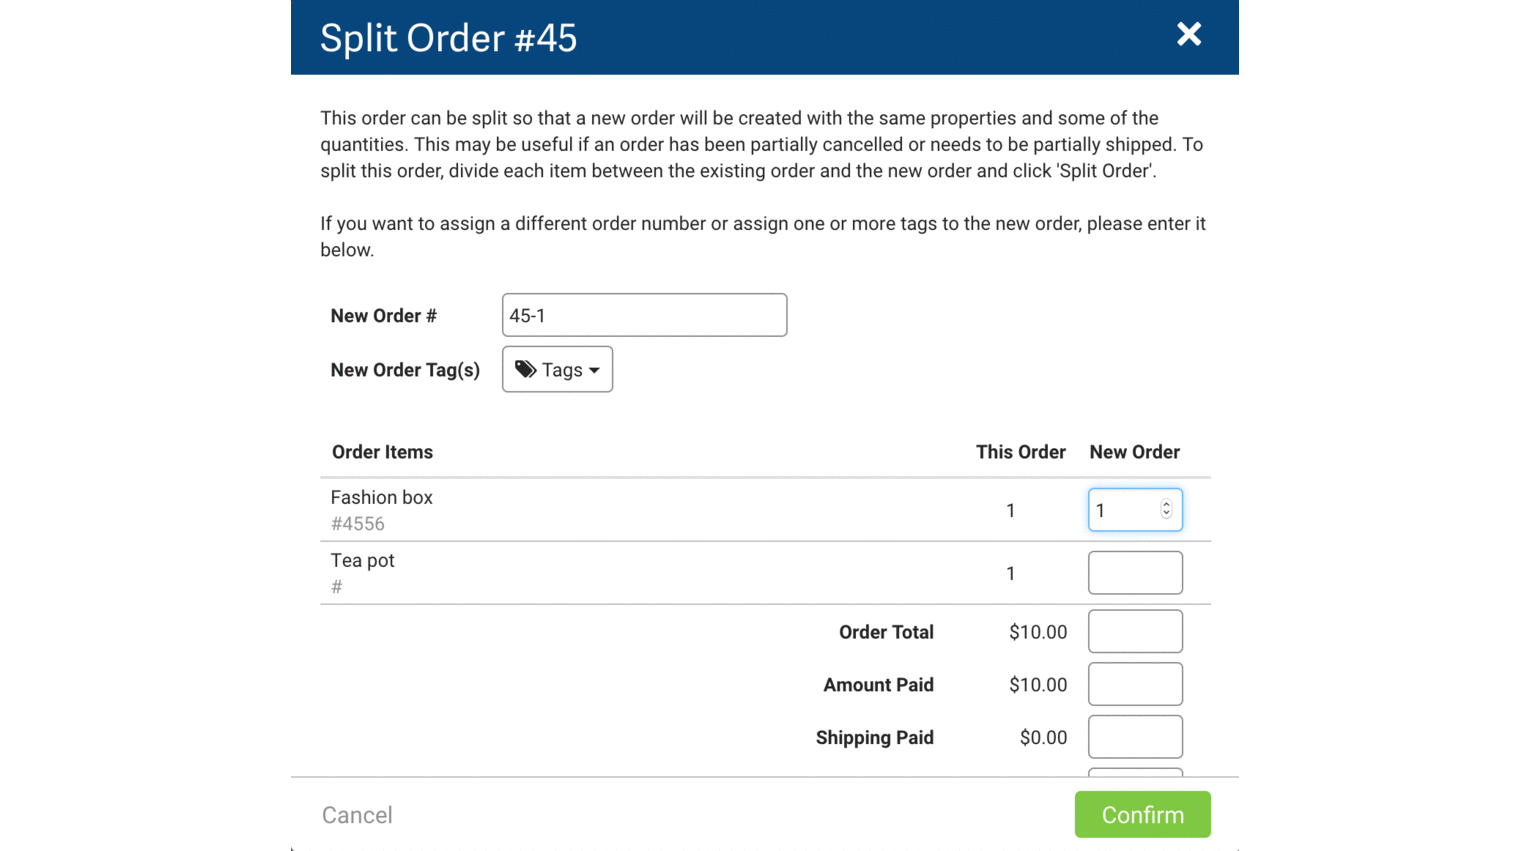 Split Order #45
This order can be split so that a new order will be created with the same properties and some of the
quantities. This may be useful if an order has been partially cancelled or needs to be partially shipped. To
split this order, divide each item between the existing order and the new order and click 'Split Order'.
If you want to assign a different order number or assign one or more tags to the new order, please enter it
below.
New Order # 45-1
New Order Tag(s) Tags
Order Items This Order New Order
Fashion box 1 1
#4556
Tea pot 1
#
Order Total $10.00
Amount Paid $10.00
Shipping Paid $0.00
Cancel Confirm